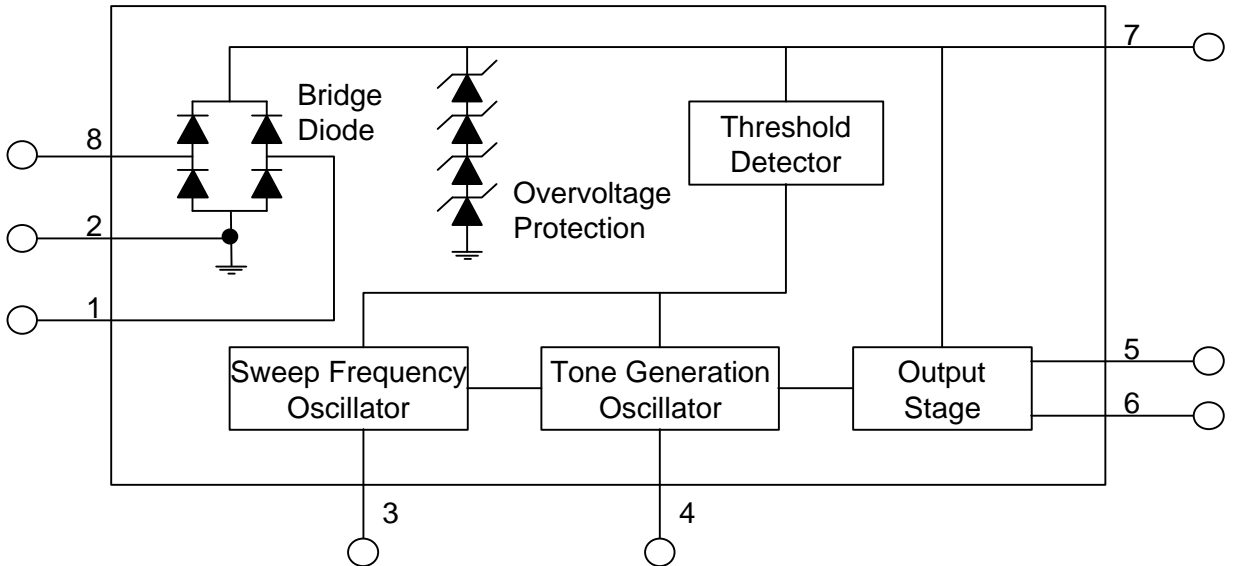 7
Bridge
Diode
8
Threshold
Detector
Overvoltage
Protection
2
1
Sweep Frequency
Oscillator
Tone Generation
Oscillator
Output
Stage
5
6
3
4